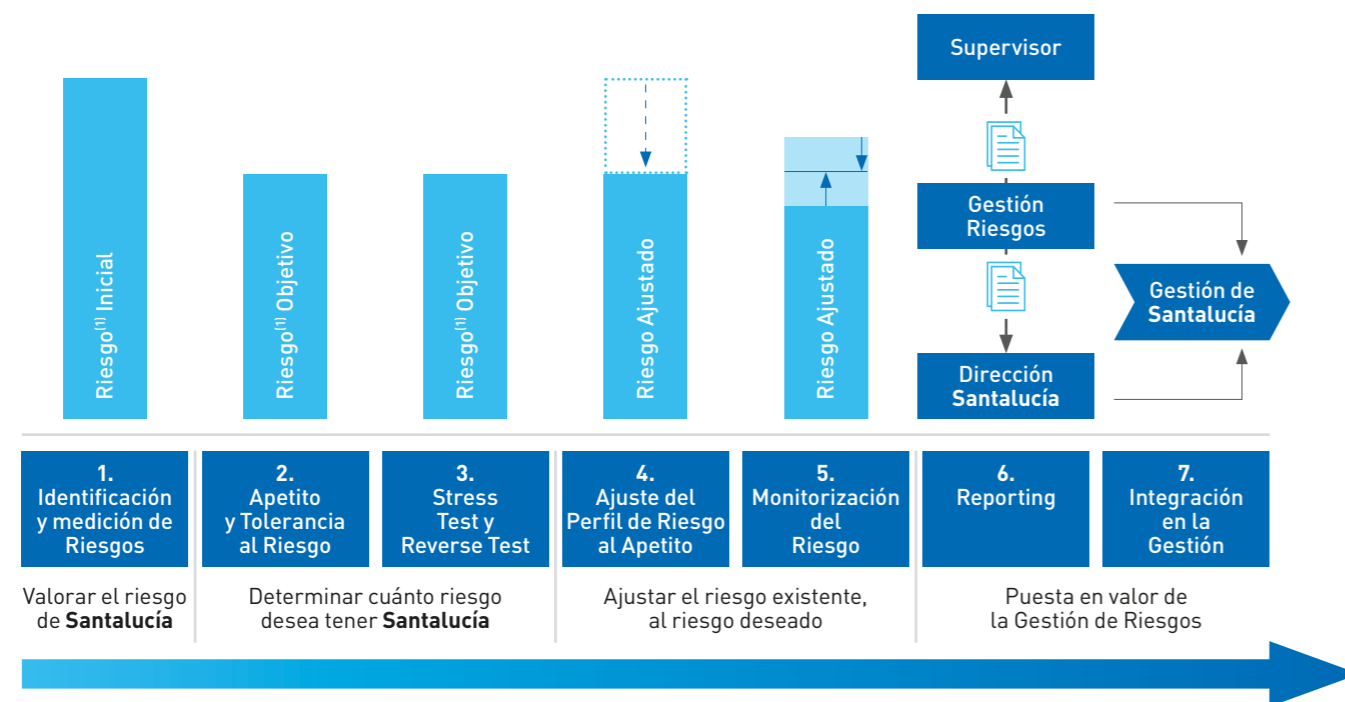 Riesgo(1) Inicial
Riesgo(1) Objetivo
Riesgo(1) Objetivo
Riesgo Ajustado
Riesgo Ajustado
Supervisor
Gestión
Riesgos
Dirección
Santalucía
Gestión de
Santalucía
1.
Identificación
y medición de
Riesgos
2.
Apetito
y Tolerancia
al Riesgo
3.
Stress
Test y
Reverse Test
4.
Ajuste del
Perfil de Riesgo
al Apetito
5.
Monitorización
del
Riesgo
6.
Reporting
7.
Integración
en la
Gestión
Valorar el riesgo
de Santalucía
Determinar cuánto riesgo
desea tener Santalucía
Ajustar el riesgo existente,
al riesgo deseado
Puesta en valor de
la Gestión de Riesgos